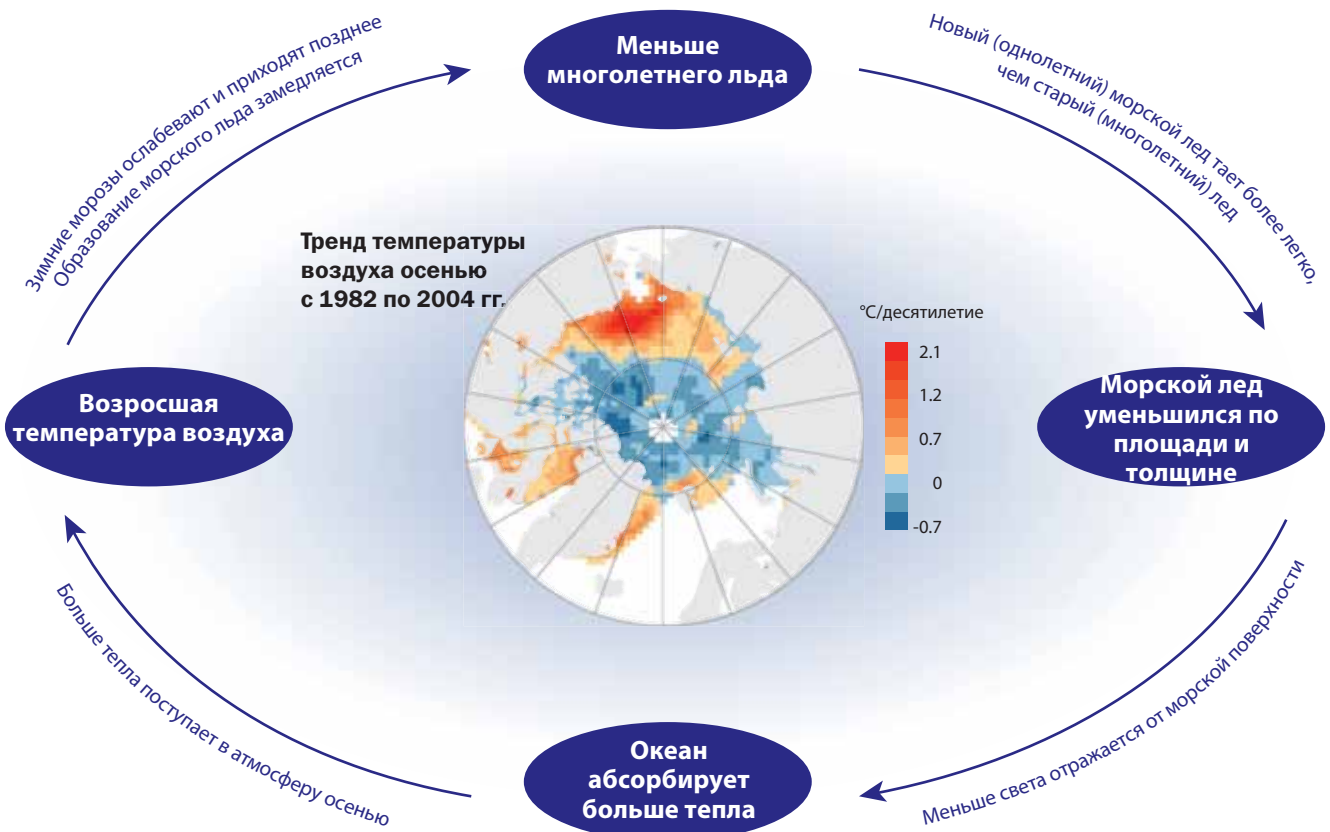 Зимние морозы ослабевают и приходят позднее
Образование морского льда замедляется
Меньше
многолетнего льда
Новый (однолетний) морской лед тает более легко,
чем старый (многолетний) лед
Тренд температуры
воздуха осенью
с 1982 по 2004 гг.
°C/десятилетие
2.1
1.2
0.7
0
-0.7
Возросшая
температура воздуха
Морской лед
уменьшился по
площади и
толщине
Больше тепла поступает в атмосферу осенью
Океан
абсорбирует
больше тепла
Меньше света отражается от морской поверхности